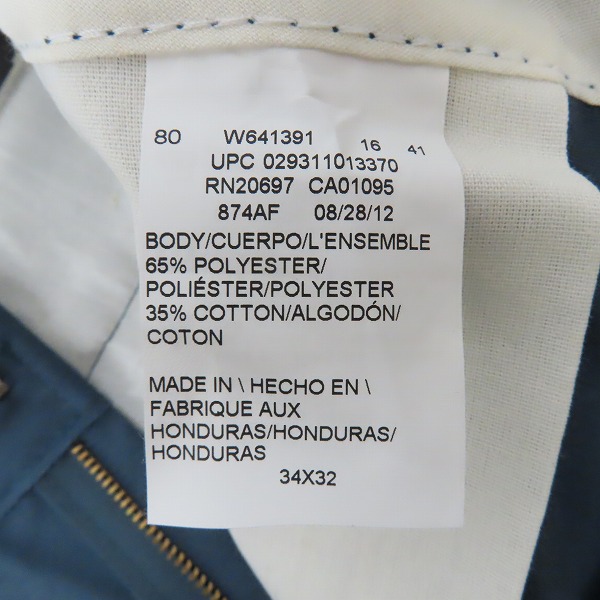 80 W641391 16 41
UPC 029311013370
RN20697 CA01095
874AF 08/28/12
BODY/CUERPO/L'ENSEMBLE
65% POLYESTER/
POLIÉSTER/POLYESTER
35% COTTON/ALGODÓN/
COTON
MADE IN \ HECHO EN \
FABRIQUE AUX
HONDURAS/HONDURAS/
HONDURAS
34X32